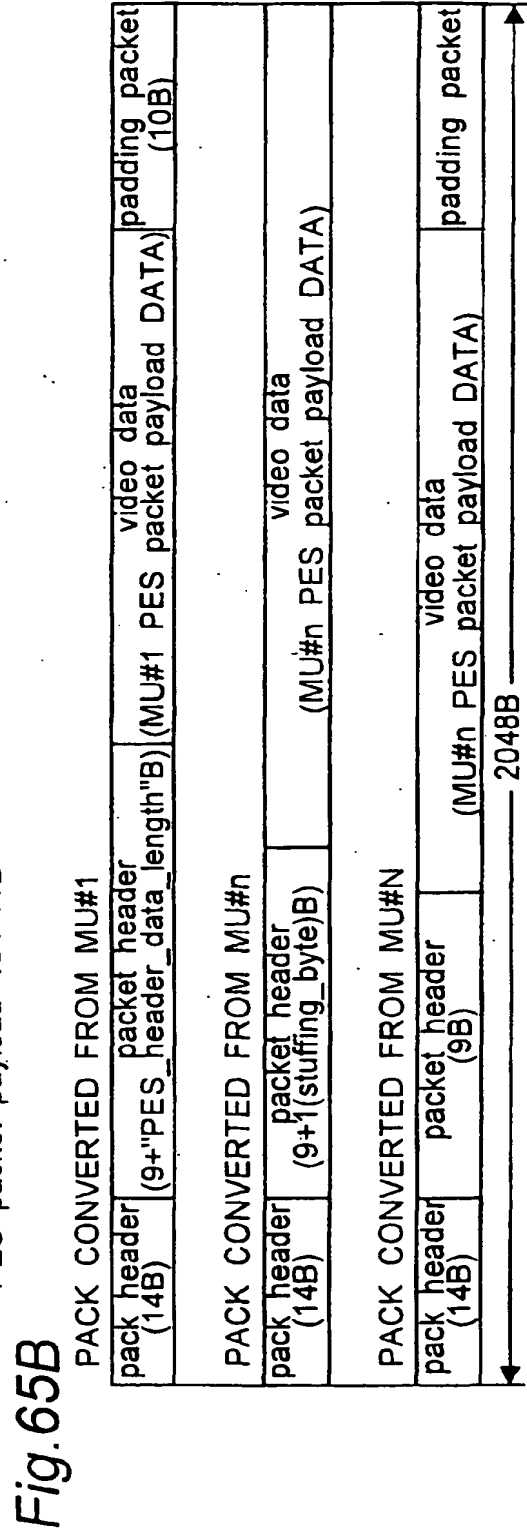 Fig.65B
PACK CONVERTED FROM MU#1
pack header
(14B)
packet header
(9+"PES_header_data_length"B)
video data
(MU#1 PES packet payload DATA)
padding packet
(10B)
PACK CONVERTED FROM MU#n
pack header
(14B)
packet header
(9+1(stuffing_byte)B)
video data
(MU#n PES packet payload DATA)
PACK CONVERTED FROM MU#N
pack header
(14B)
packet header
(9B)
video data
(MU#n PES packet payload DATA)
padding packet
2048B